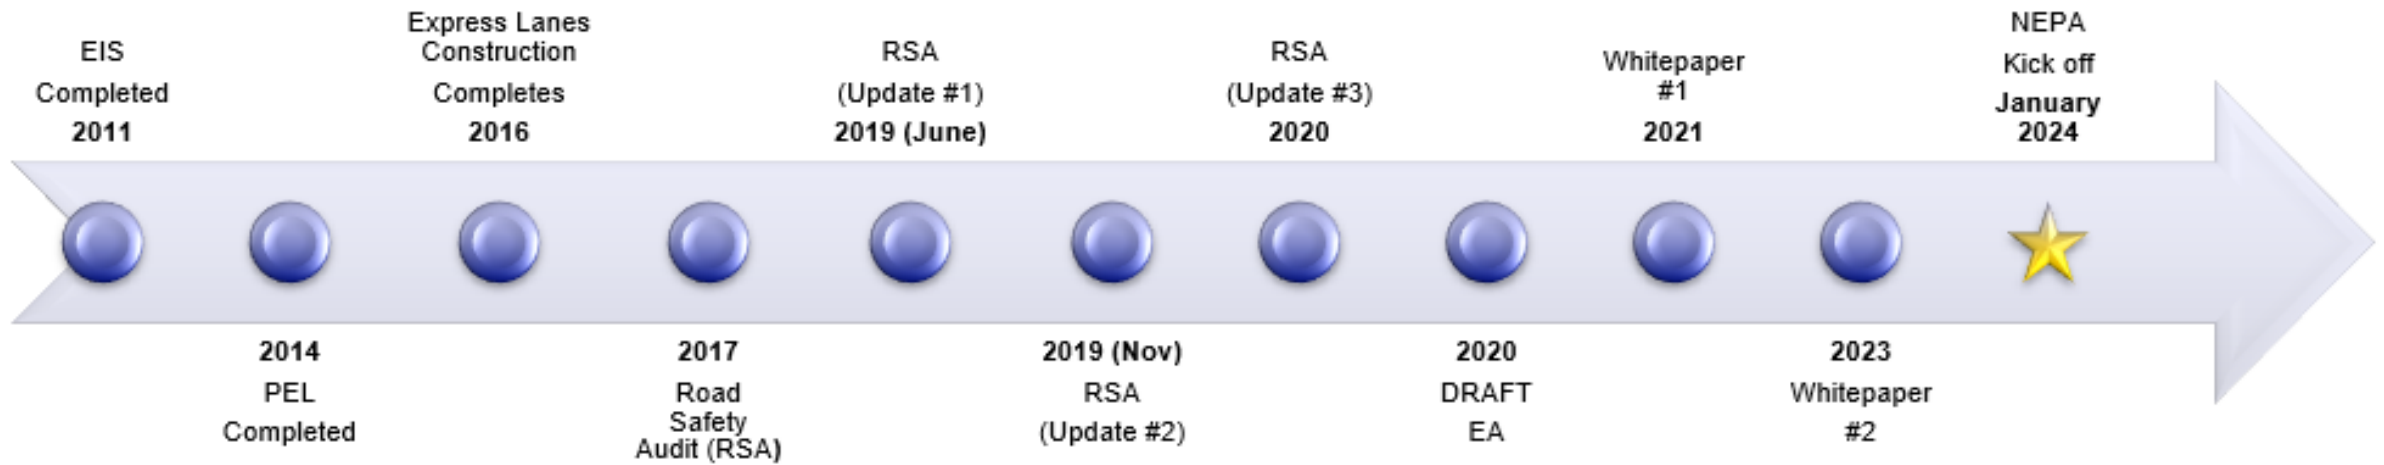 EIS
Completed
2011
Express Lanes
Construction
Completes
2016
RSA
(Update #1)
2019 (June)
RSA
(Update #3)
2020
Whitepaper
#1
2021
NEPA
Kick off
January
2024
2014
PEL
Completed
2017
Road
Safety
Audit (RSA)
2019 (Nov)
RSA
(Update #2)
2020
DRAFT
EA
2023
Whitepaper
#2